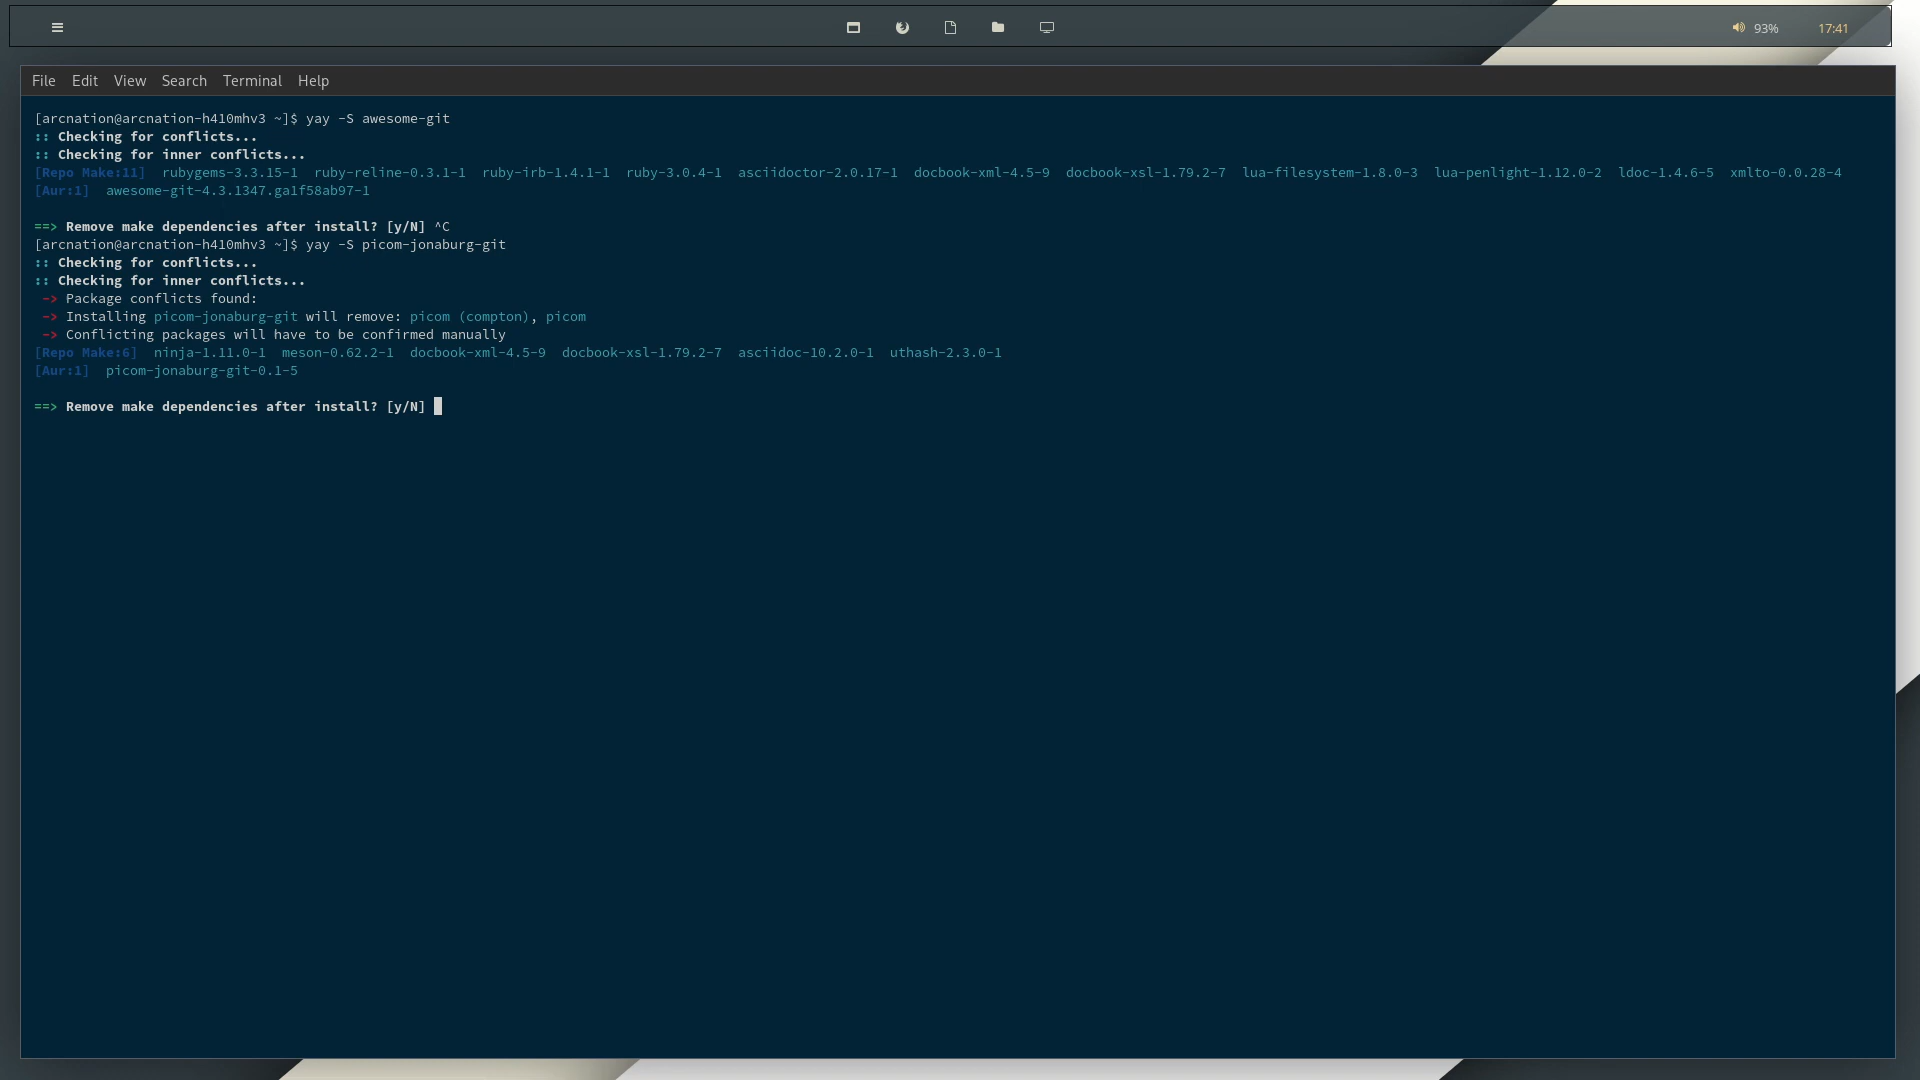 93%
17:41
File Edit View Search Terminal Help
[arcnation@arcnation-h410mhv3 ~]$ yay -S awesome-git
:: Checking for conflicts...
:: Checking for inner conflicts...
[Repo Make:11]  rubygems-3.3.15-1  ruby-reline-0.3.1-1  ruby-irb-1.4.1-1  ruby-3.0.4-1  asciidoctor-2.0.17-1  docbook-xml-4.5-9  docbook-xsl-1.79.2-7  lua-filesystem-1.8.0-3  lua-penlight-1.12.0-2  ldoc-1.4.6-5  xmlto-0.0.28-4
[Aur:1]  awesome-git-4.3.1347.ga1f58ab97-1
==> Remove make dependencies after install? [y/N] ^C
[arcnation@arcnation-h410mhv3 ~]$ yay -S picom-jonaburg-git
:: Checking for conflicts...
:: Checking for inner conflicts...
-> Package conflicts found:
-> Installing picom-jonaburg-git will remove: picom (compton), picom
-> Conflicting packages will have to be confirmed manually
[Repo Make:6]  ninja-1.11.0-1  meson-0.62.2-1  docbook-xml-4.5-9  docbook-xsl-1.79.2-7  asciidoc-10.2.0-1  uthash-2.3.0-1
[Aur:1]  picom-jonaburg-git-0.1-5
==> Remove make dependencies after install? [y/N]